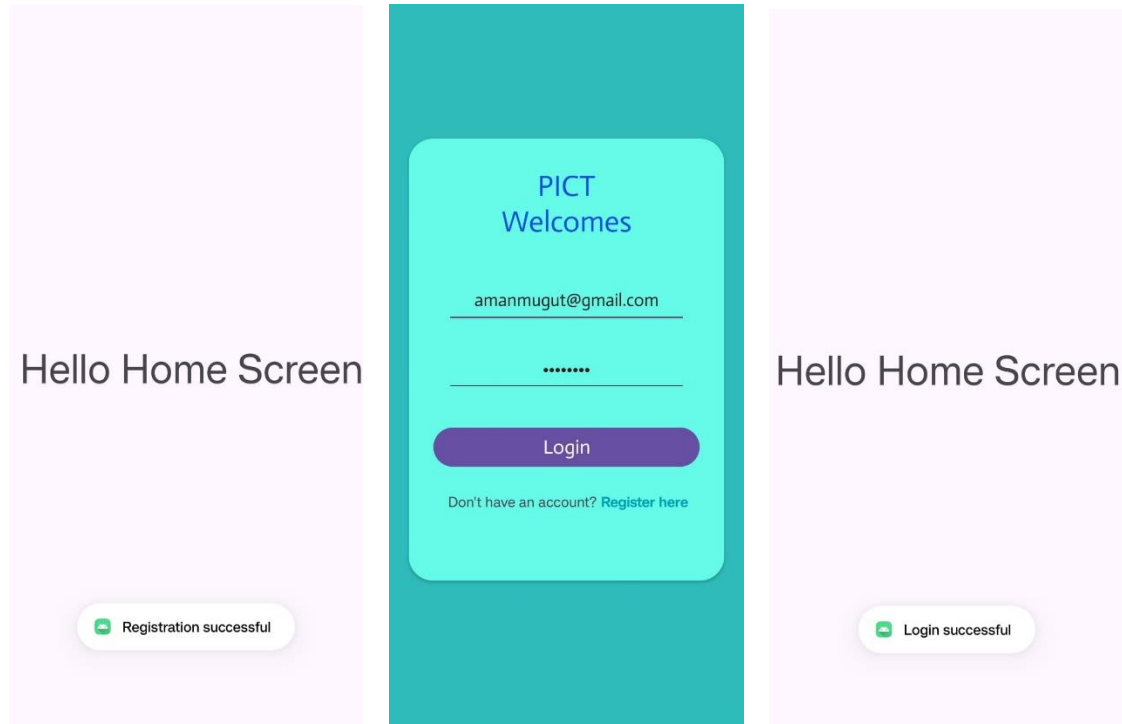 Hello Home Screen
Registration successful
PICT
Welcomes
amanmugut@gmail.com
••••••••
Login
Don't have an account? Register here
Hello Home Screen
Login successful